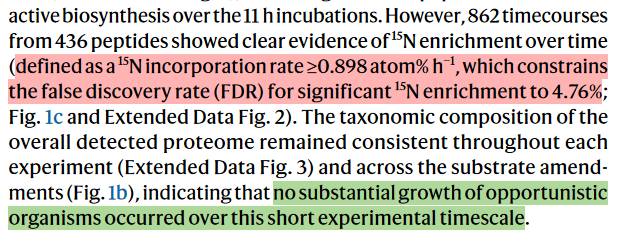 active biosynthesis over the 11 h incubations. However, 862 timecourses
from 436 peptides showed clear evidence of ¹⁵N enrichment over time
(defined as a ¹⁵N incorporation rate ≥0.898 atom% h⁻¹, which constrains
the false discovery rate (FDR) for significant ¹⁵N enrichment to 4.76%;
Fig. 1c and Extended Data Fig. 2). The taxonomic composition of the
overall detected proteome remained consistent throughout each
experiment (Extended Data Fig. 3) and across the substrate amend-
ments (Fig. 1b), indicating that no substantial growth of opportunistic
organisms occurred over this short experimental timescale.